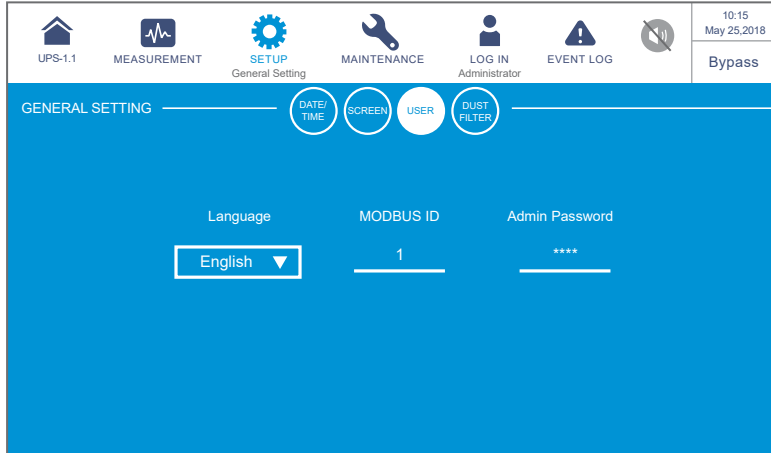 10:15
May 25,2018
Bypass
UPS-1.1
MEASUREMENT
SETUP
General Setting
MAINTENANCE
LOG IN
Administrator
EVENT LOG
GENERAL SETTING
DATE/
TIME
SCREEN
USER
DUST
FILTER
Language
MODBUS ID
Admin Password
English
1
****